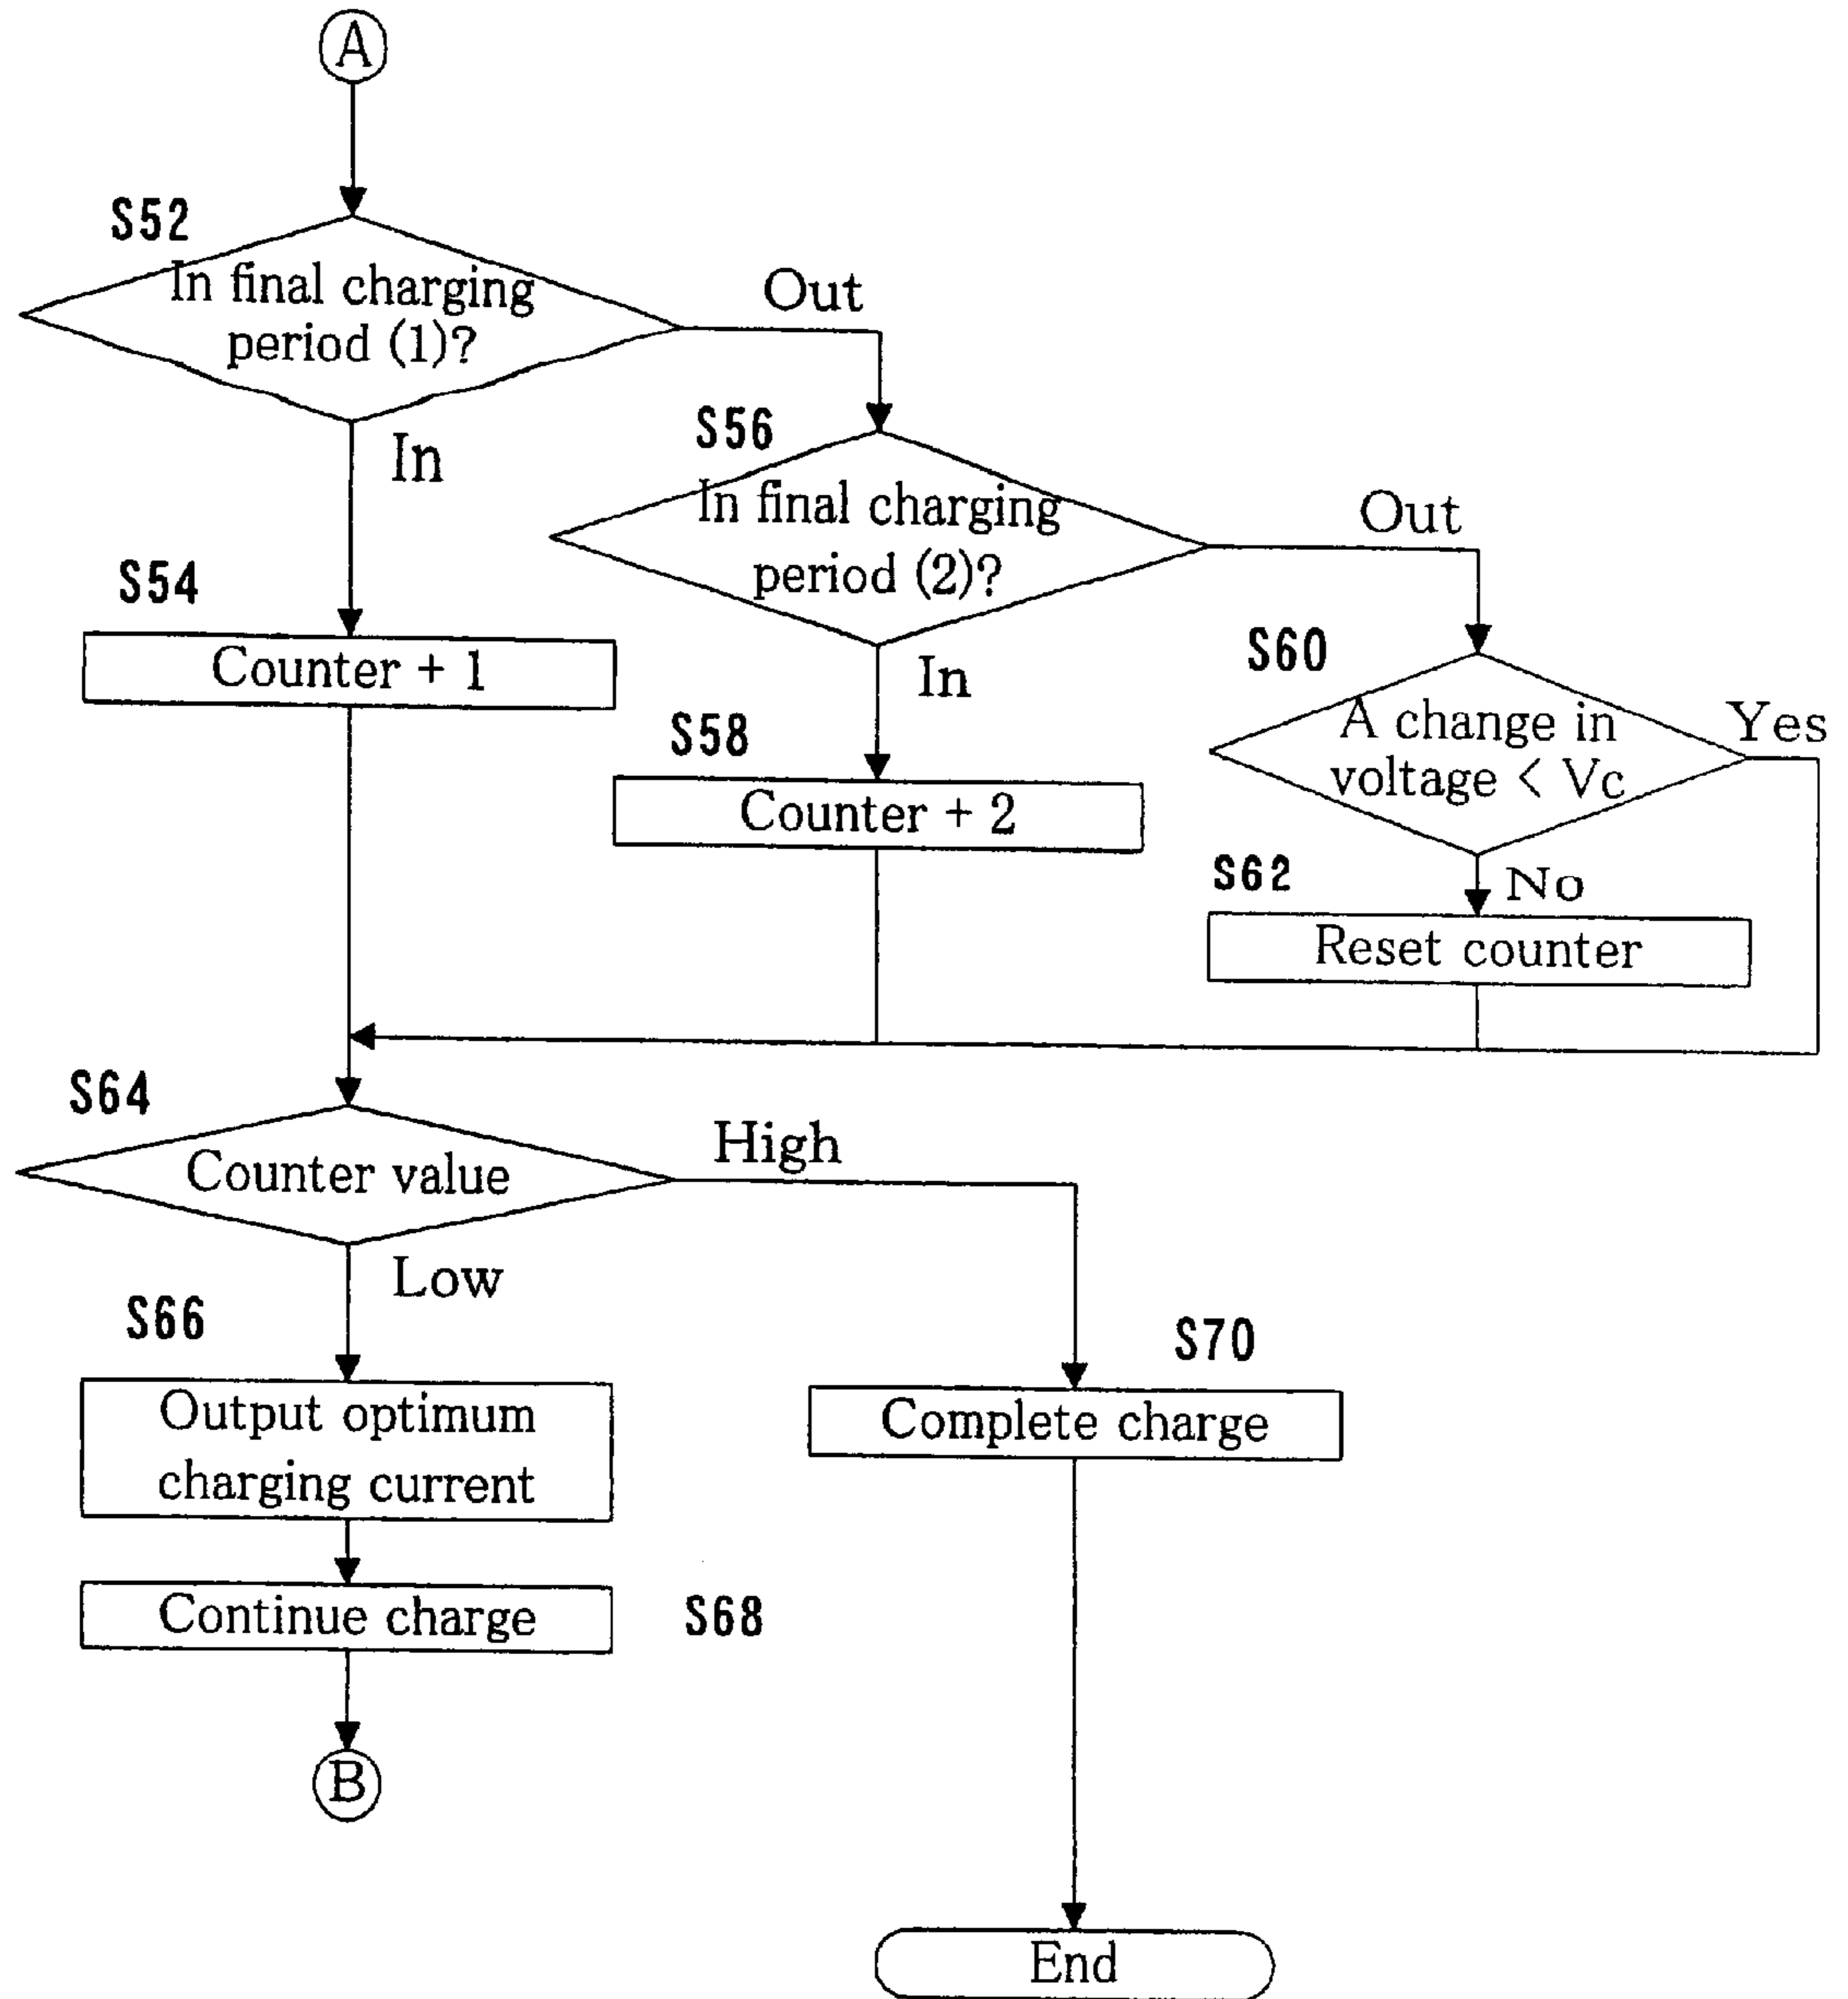 A
S52
In final charging
period (1)?
Out
In
S54
Counter + 1
S56
In final charging
period (2)?
Out
In
S58
Counter + 2
S60
A change in
voltage < Vc
Yes
No
S62
Reset counter
S64
Counter value
High
Low
S66
Output optimum
charging current
S70
Complete charge
Continue charge
S68
B
End